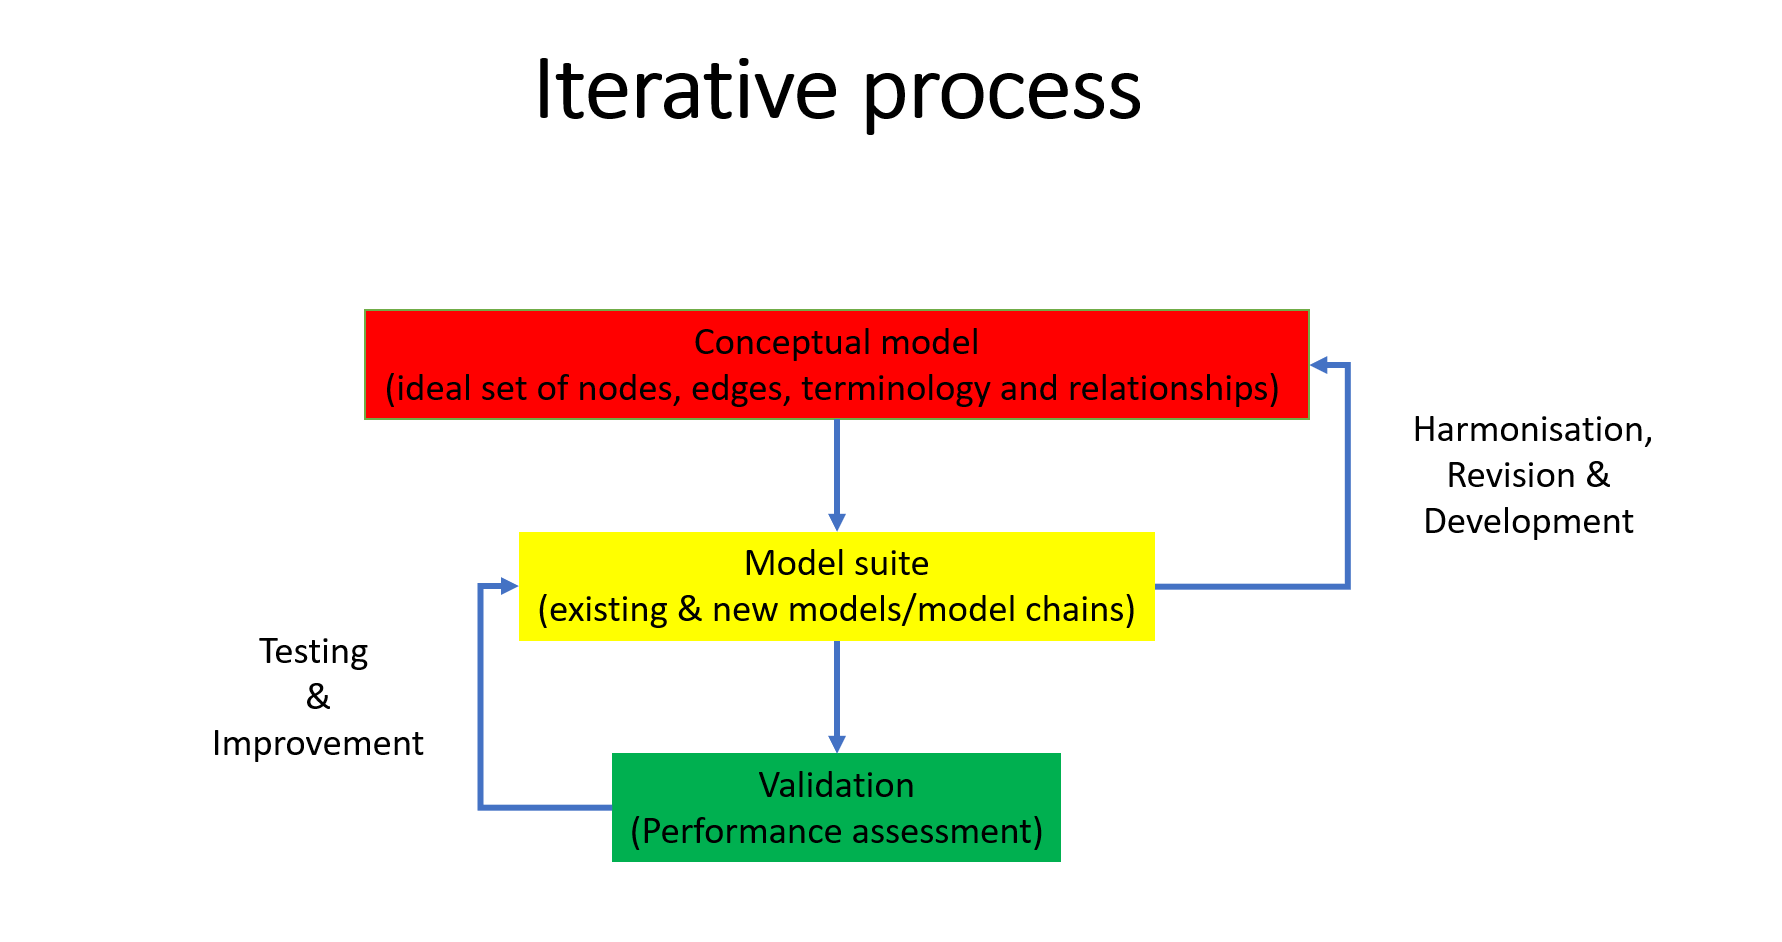 Iterative process
Conceptual model
(ideal set of nodes, edges, terminology and relationships)
Harmonisation,
Revision &
Development
Model suite
(existing & new models/model chains)
Testing
&
Improvement
Validation
(Performance assessment)